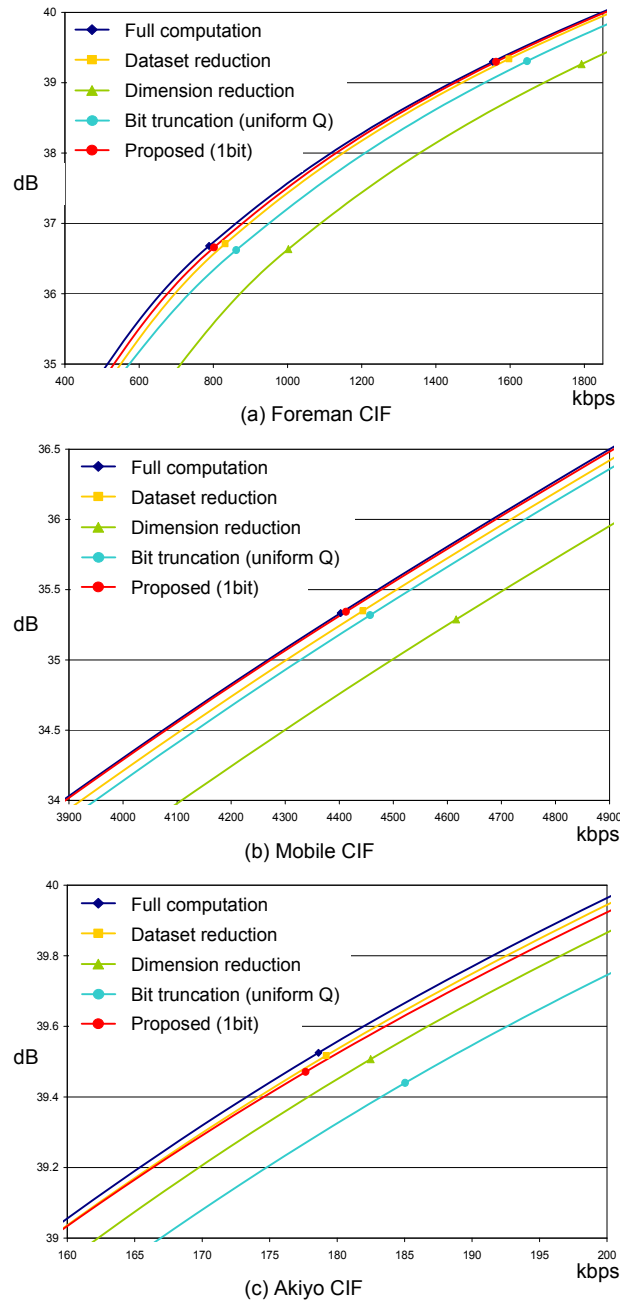 40
39
38
37
36
35
dB
Full computation
Dataset reduction
Dimension reduction
Bit truncation (uniform Q)
Proposed (1bit)
400 600 800 1000 1200 1400 1600 1800
kbps
(a) Foreman CIF
36.5
36
35.5
35
34.5
34
dB
Full computation
Dataset reduction
Dimension reduction
Bit truncation (uniform Q)
Proposed (1bit)
3900 4000 4100 4200 4300 4400 4500 4600 4700 4800 4900
kbps
(b) Mobile CIF
40
39.8
39.6
39.4
39.2
39
dB
Full computation
Dataset reduction
Dimension reduction
Bit truncation (uniform Q)
Proposed (1bit)
160 165 170 175 180 185 190 195 200
kbps
(c) Akiyo CIF